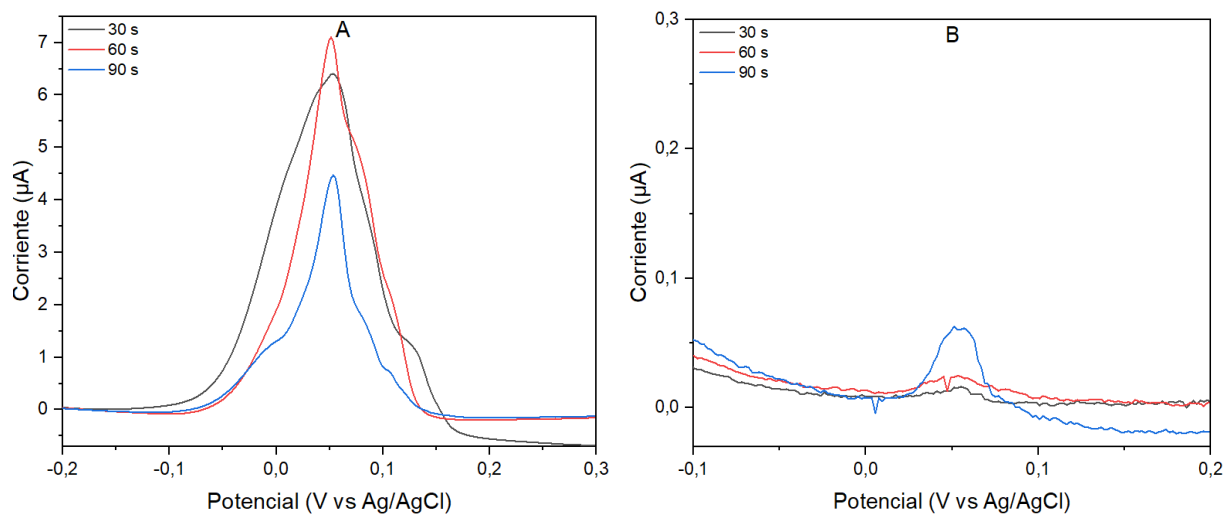 A
30 s
60 s
90 s
7
6
5
4
3
2
1
0
Corriente (µA)
-0,2
-0,1
0,0
0,1
0,2
0,3
Potencial (V vs Ag/AgCl)
B
30 s
60 s
90 s
0,3
0,2
0,1
0,0
Corriente (µA)
-0,1
0,0
0,1
0,2
Potencial (V vs Ag/AgCl)